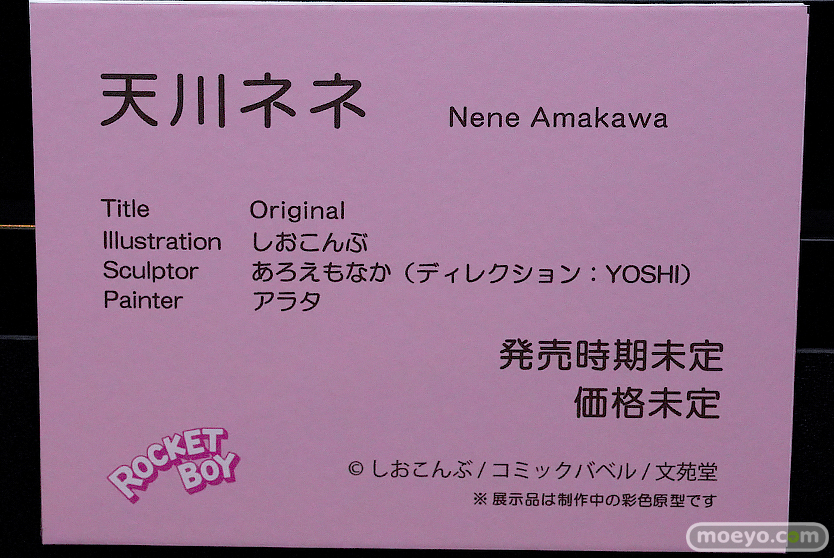 天川ネネ Nene Amakawa
Title Original
Illustration しおこんぶ
Sculptor あろえもなか（ディレクション：YOSHI）
Painter アラタ
発売時期未定
価格未定
ROCKET
BOY
© しおこんぶ / コミックバベル / 文苑堂
※ 展示品は制作中の彩色原型です
moeyo.com